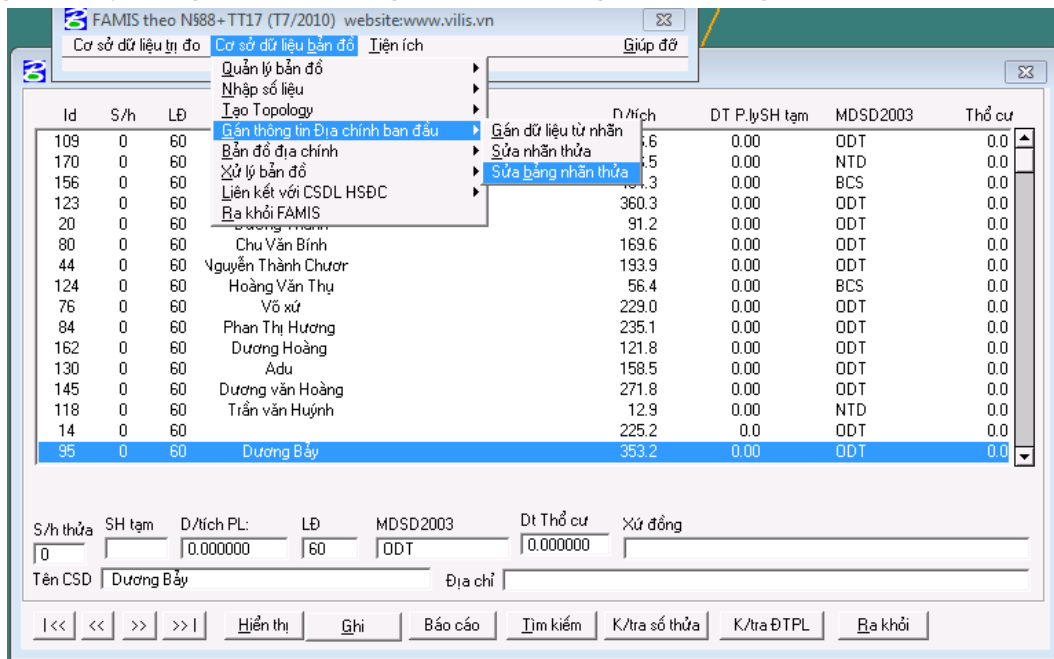 FAMIS theo N§88+TT17 (T7/2010) website:www.vilis.vn
Cơ sở dữ liệu trị đo Cơ sở dữ liệu bản đồ Tiện ích Giúp đỡ
Quản lý bản đồ
Nhập số liệu
Tạo Topology
Gán thông tin Địa chính ban đầu
Bản đồ địa chính
Xử lý bản đồ
Liên kết với CSDL HSĐC
Ra khỏi FAMIS
Gán dữ liệu từ nhãn
Sửa nhãn thửa
Sửa bảng nhãn thửa
Id S/h LĐ D/tích DT P.lySH tạm MDSD2003 Thổ cư
109 0 60 0.00 ODT 0.0
170 0 60 0.00 NTD 0.0
156 0 60 0.00 BCS 0.0
123 0 60 360.3 0.00 ODT 0.0
20 0 60 91.2 0.00 ODT 0.0
80 0 60 Chu Văn Bính 169.6 0.00 ODT 0.0
44 0 60 Nguyễn Thành Chươr 193.9 0.00 ODT 0.0
124 0 60 Hoàng Văn Thụ 56.4 0.00 BCS 0.0
76 0 60 Võ xứ 229.0 0.00 ODT 0.0
84 0 60 Phan Thị Hương 235.1 0.00 ODT 0.0
162 0 60 Dương Hoàng 121.8 0.00 ODT 0.0
130 0 60 Adu 158.5 0.00 ODT 0.0
145 0 60 Dương văn Hoàng 271.8 0.00 ODT 0.0
118 0 60 Trần văn Huýnh 12.9 0.00 NTD 0.0
14 0 60 225.2 0.0 ODT 0.0
95 0 60 Dương Bảy 353.2 0.00 ODT 0.0
S/h thửa SH tạm D/tích PL: LĐ MDSD2003 Dt Thổ cư Xứ đồng
0 0.000000 60 ODT 0.000000
Tên CSD Dương Bảy Địa chỉ
|<< << >> >>| Hiển thị Ghi Báo cáo Tìm kiếm K/tra số thửa K/tra ĐTPL Ra khỏi